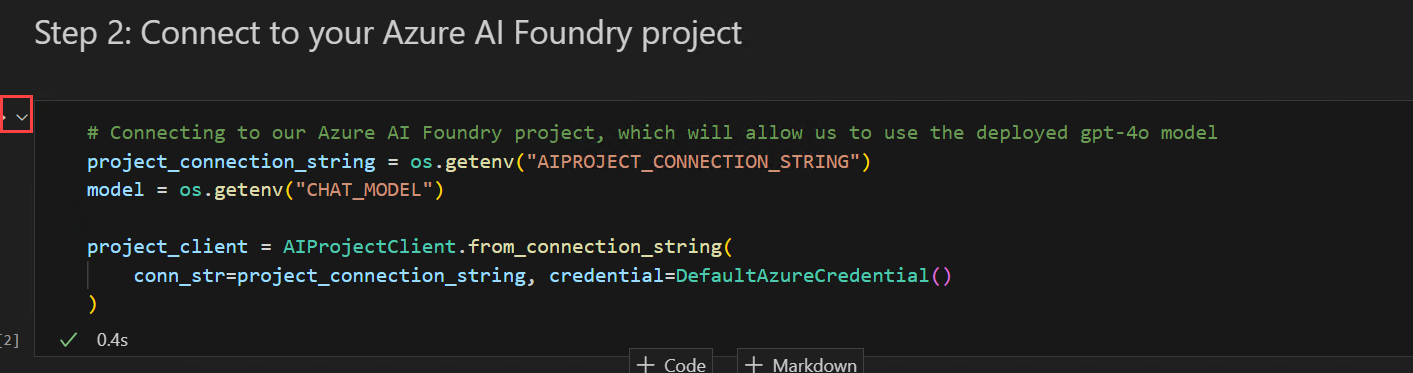 Step 2: Connect to your Azure AI Foundry project
# Connecting to our Azure AI Foundry project, which will allow us to use the deployed gpt-4o model
project_connection_string = os.getenv("AIPROJECT_CONNECTION_STRING")
model = os.getenv("CHAT_MODEL")
project_client = AIProjectClient.from_connection_string(
conn_str=project_connection_string, credential=DefaultAzureCredential()
)
[2] 0.4s
+ Code + Markdown